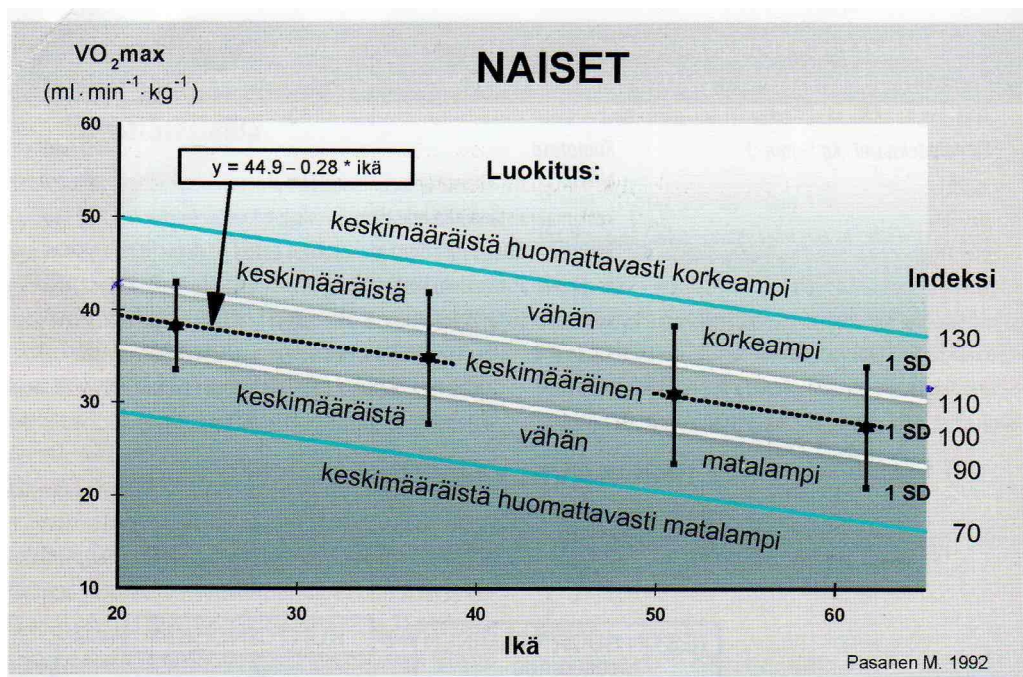 NAISET
VO₂max
(ml · min⁻¹ · kg⁻¹)
60
50
40
30
20
10
y = 44.9 – 0.28 * ikä
Luokitus:
keskimääräistä huomattavasti korkeampi
keskimääräistä vähän korkeampi
keskimääräinen
keskimääräistä vähän matalampi
keskimääräistä huomattavasti matalampi
1 SD
1 SD
1 SD
Indeksi
130
110
100
90
70
20 30 40 50 60
Ikä
Pasanen M. 1992